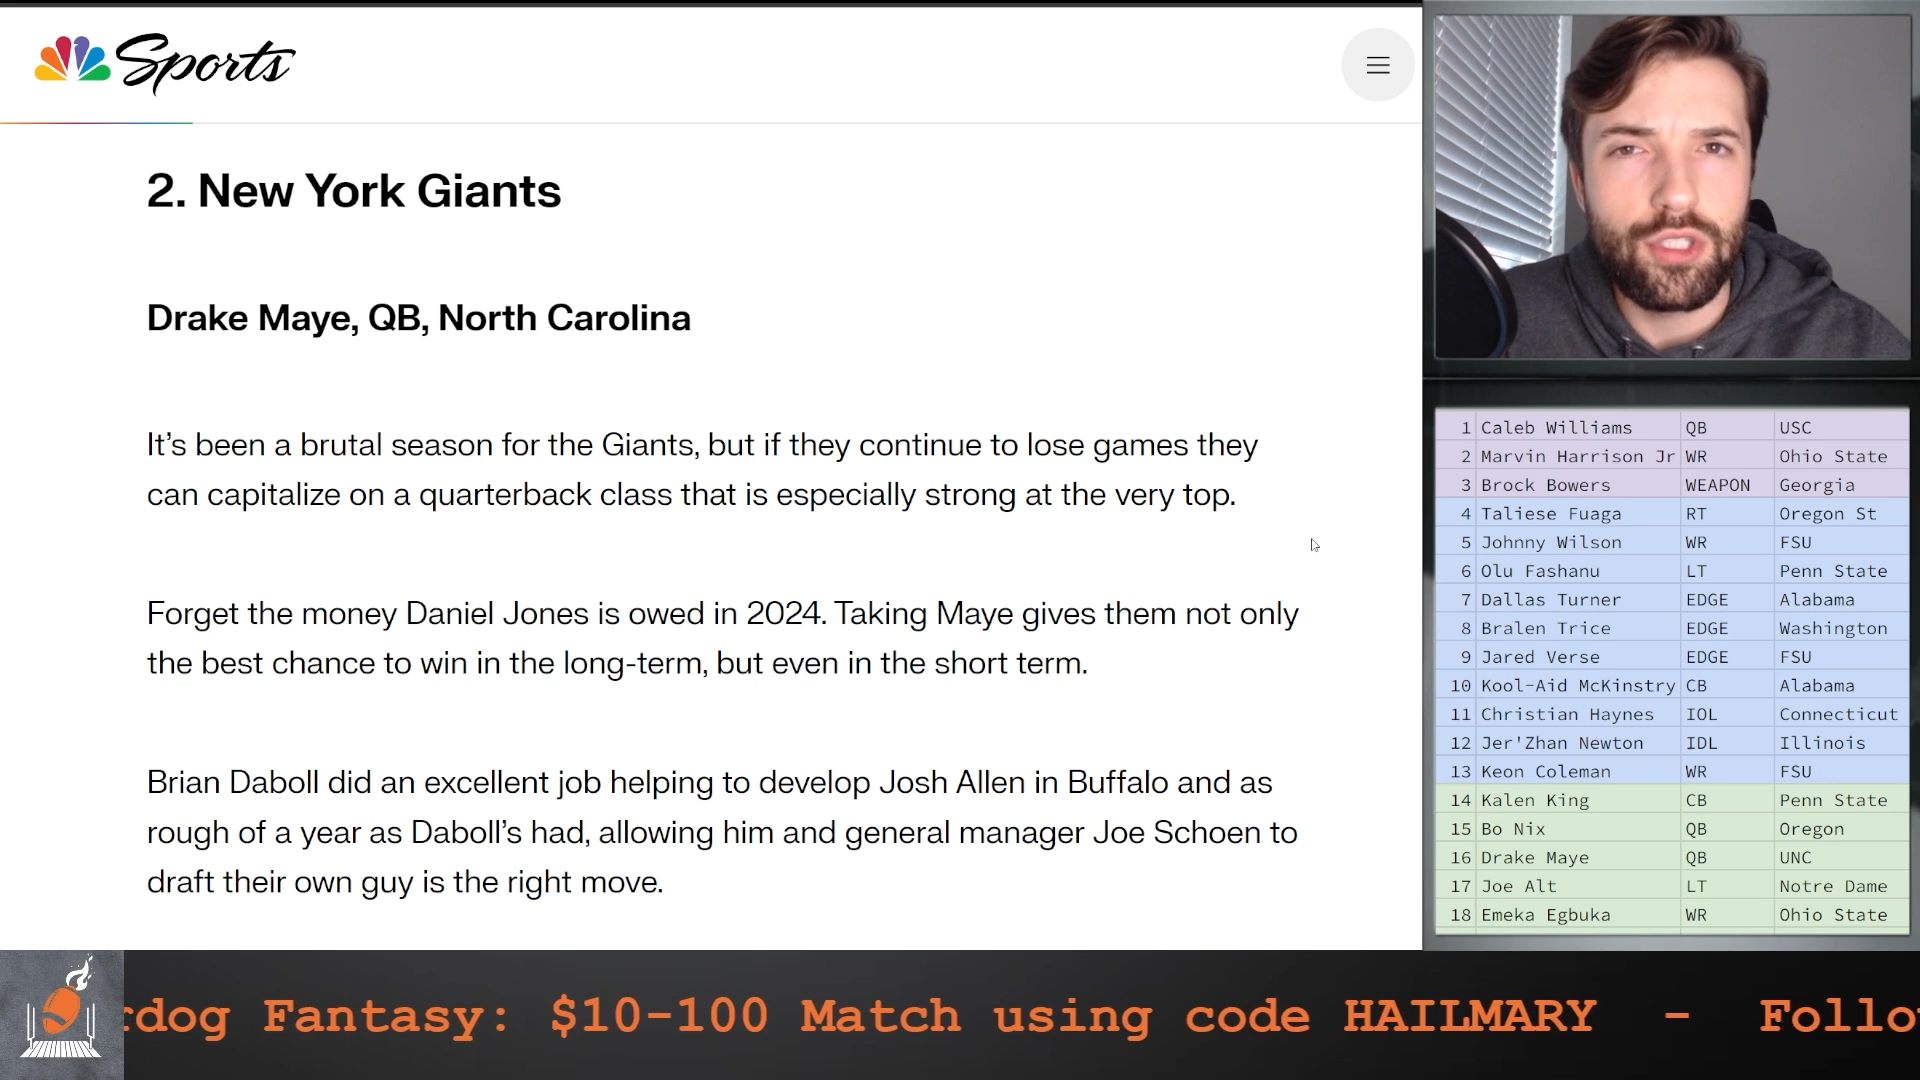 Sports
2. New York Giants
Drake Maye, QB, North Carolina
It's been a brutal season for the Giants, but if they continue to lose games they
can capitalize on a quarterback class that is especially strong at the very top.
Forget the money Daniel Jones is owed in 2024. Taking Maye gives them not only
the best chance to win in the long-term, but even in the short term.
Brian Daboll did an excellent job helping to develop Josh Allen in Buffalo and as
rough of a year as Daboll's had, allowing him and general manager Joe Schoen to
draft their own guy is the right move.
1 Caleb Williams QB USC
2 Marvin Harrison Jr WR Ohio State
3 Brock Bowers WEAPON Georgia
4 Taliese Fuaga RT Oregon St
5 Johnny Wilson WR FSU
6 Olu Fashanu LT Penn State
7 Dallas Turner EDGE Alabama
8 Bralen Trice EDGE Washington
9 Jared Verse EDGE FSU
10 Kool-Aid McKinstry CB Alabama
11 Christian Haynes IOL Connecticut
12 Jer'Zhan Newton IDL Illinois
13 Keon Coleman WR FSU
14 Kalen King CB Penn State
15 Bo Nix QB Oregon
16 Drake Maye QB UNC
17 Joe Alt LT Notre Dame
18 Emeka Egbuka WR Ohio State
rdog Fantasy: $10-100 Match using code HAILMARY - Follo